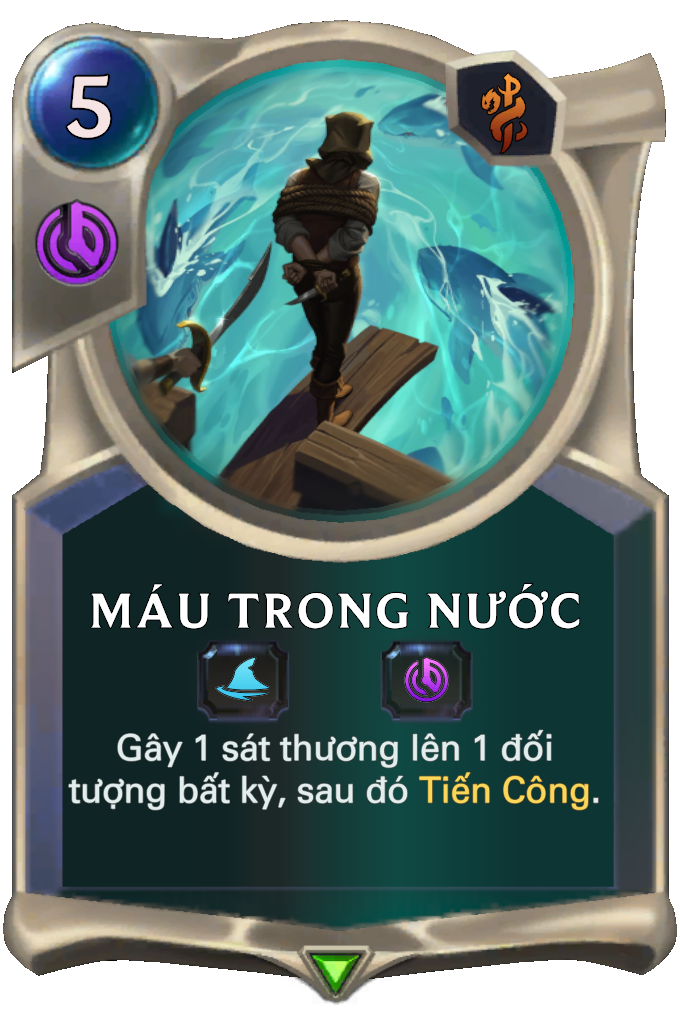 5
MÁU TRONG NƯỚC
Gây 1 sát thương lên 1 đối
tượng bất kỳ, sau đó Tiến Công.